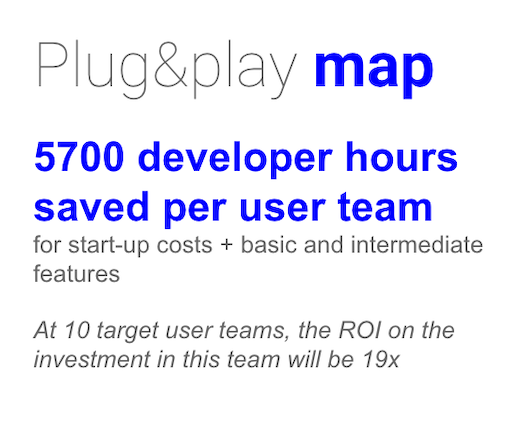 Plug&play map
5700 developer hours
saved per user team
for start-up costs + basic and intermediate
features
At 10 target user teams, the ROI on the
investment in this team will be 19x